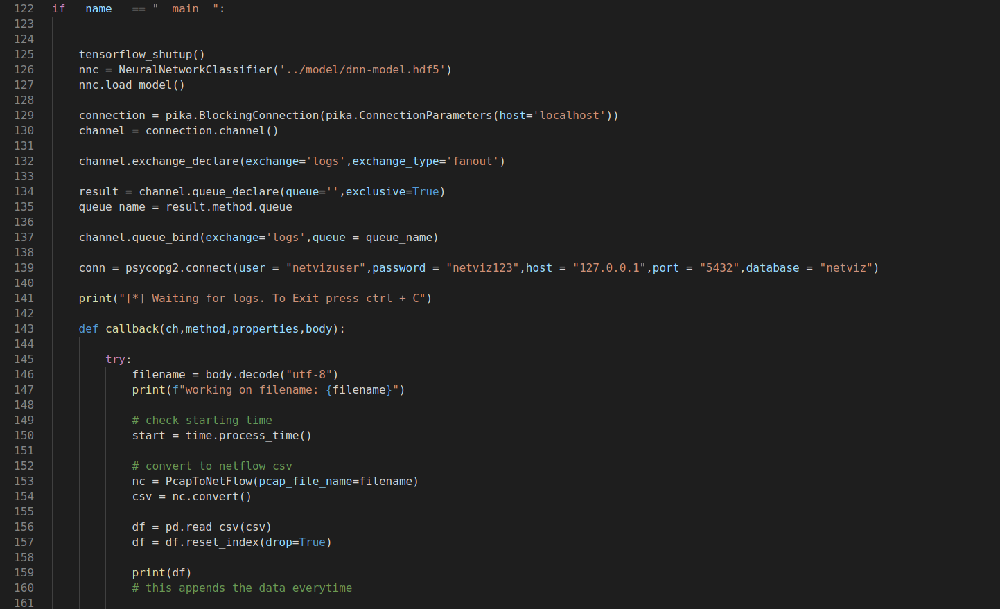 122 if __name__ == "__main__":
123
124
125     tensorflow_shutup()
126     nnc = NeuralNetworkClassifier('../model/dnn-model.hdf5')
127     nnc.load_model()
128
129     connection = pika.BlockingConnection(pika.ConnectionParameters(host='localhost'))
130     channel = connection.channel()
131
132     channel.exchange_declare(exchange='logs',exchange_type='fanout')
133
134     result = channel.queue_declare(queue='',exclusive=True)
135     queue_name = result.method.queue
136
137     channel.queue_bind(exchange='logs',queue = queue_name)
138
139     conn = psycopg2.connect(user = "netvizuser",password = "netviz123",host = "127.0.0.1",port = "5432",database = "netviz")
140
141     print("[*] Waiting for logs. To Exit press ctrl + C")
142
143     def callback(ch,method,properties,body):
144
145         try:
146             filename = body.decode("utf-8")
147             print(f"working on filename: {filename}")
148
149             # check starting time
150             start = time.process_time()
151
152             # convert to netflow csv
153             nc = PcapToNetFlow(pcap_file_name=filename)
154             csv = nc.convert()
155
156             df = pd.read_csv(csv)
157             df = df.reset_index(drop=True)
158
159             print(df)
160             # this appends the data everytime
161